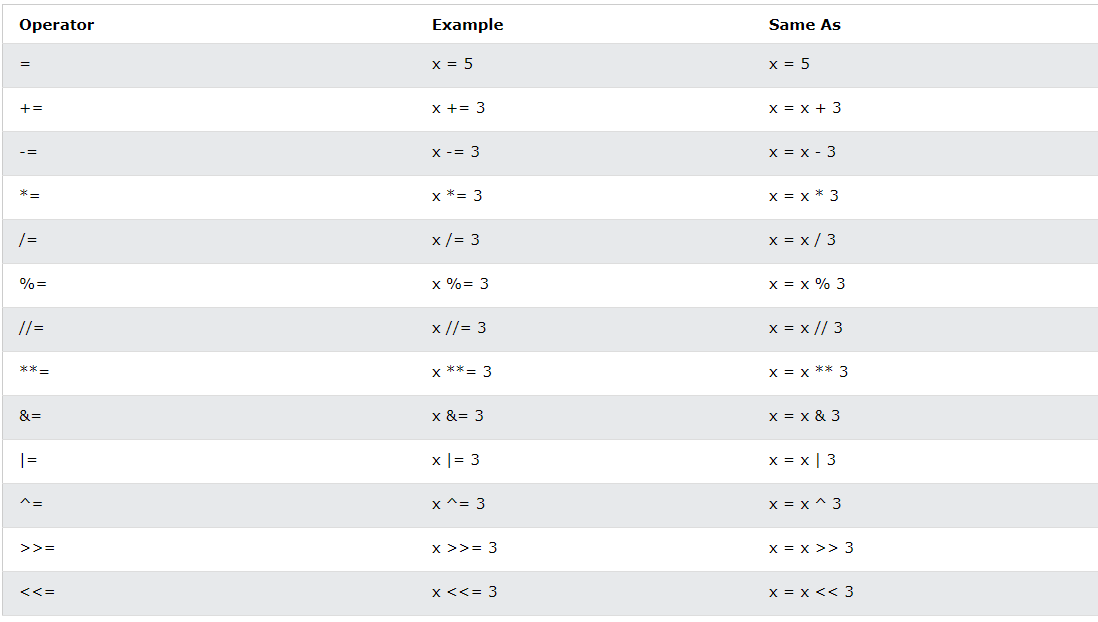 Operator Example Same As
= x = 5 x = 5
+= x += 3 x = x + 3
-= x -= 3 x = x - 3
*= x *= 3 x = x * 3
/= x /= 3 x = x / 3
%= x %= 3 x = x % 3
//= x //= 3 x = x // 3
**= x **= 3 x = x ** 3
&= x &= 3 x = x & 3
|= x |= 3 x = x | 3
^= x ^= 3 x = x ^ 3
>>= x >>= 3 x = x >> 3
<<= x <<= 3 x = x << 3